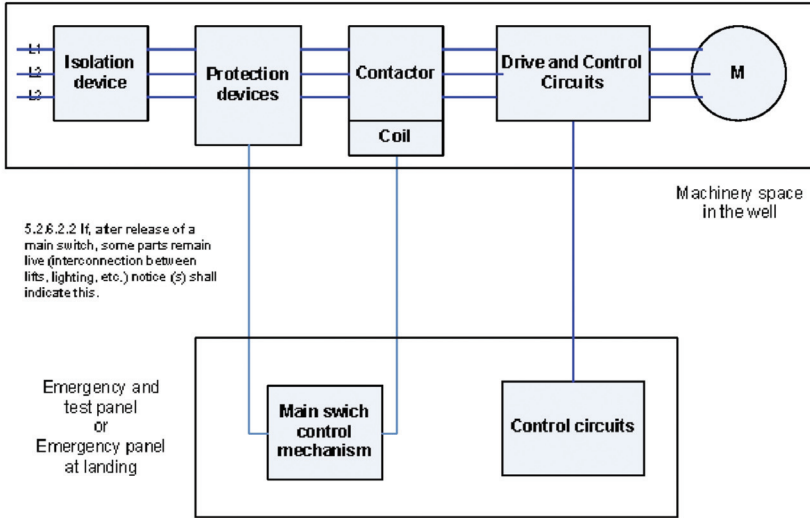 L1
L2
L3
Isolation
device
Protection
devices
Contactor
Coil
Drive and Control
Circuits
M
Machinery space
in the well
5.2.6.2.2 If, after release of a
main switch, some parts remain
live (interconnection between
lifts, lighting, etc.) notice (s) shall
indicate this.
Emergency and
test panel
or
Emergency panel
at landing
Main swich
control
mechanism
Control circuits